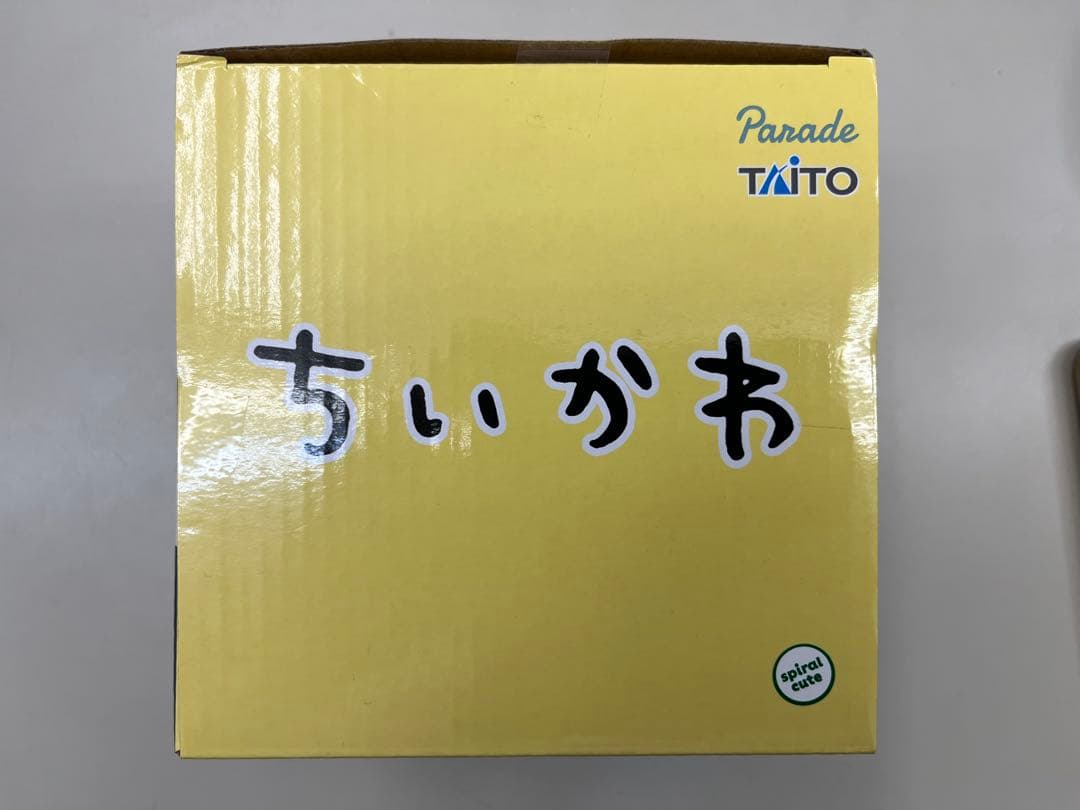 Parade
TAITO
ちいかわ
spiral
cute